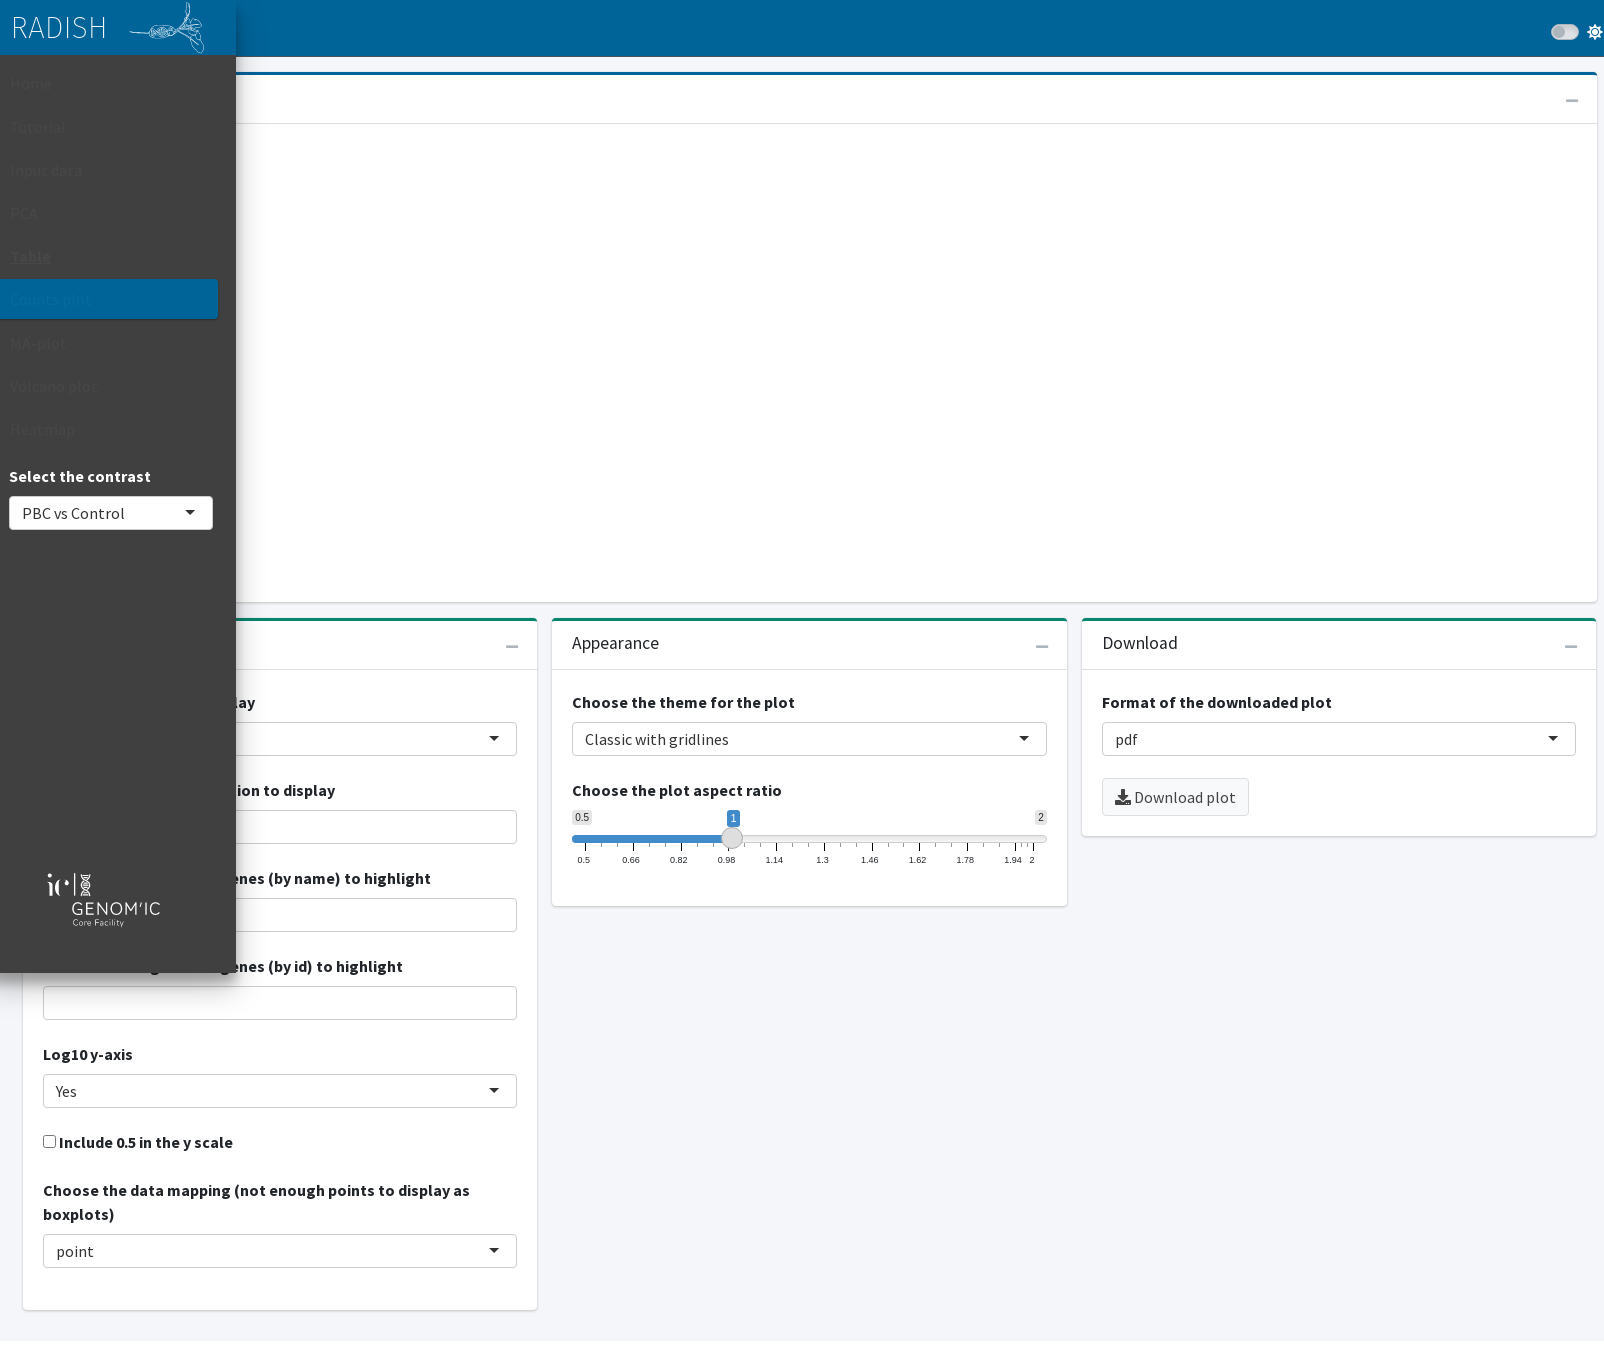 RADISH
Home
Tutorial
Input data
PCA
Table
Counts plot
MA-plot
Volcano plot
Heatmap
Select the contrast
PBC vs Control
ic
GENOM'IC
Core Facility
lay
ion to display
enes (by name) to highlight
enes (by id) to highlight
Log10 y-axis
Yes
Include 0.5 in the y scale
Choose the data mapping (not enough points to display as
boxplots)
point
Appearance
Choose the theme for the plot
Classic with gridlines
Choose the plot aspect ratio
0.5 1 2
0.5 0.66 0.82 0.98 1.14 1.3 1.46 1.62 1.78 1.94 2
Download
Format of the downloaded plot
pdf
Download plot